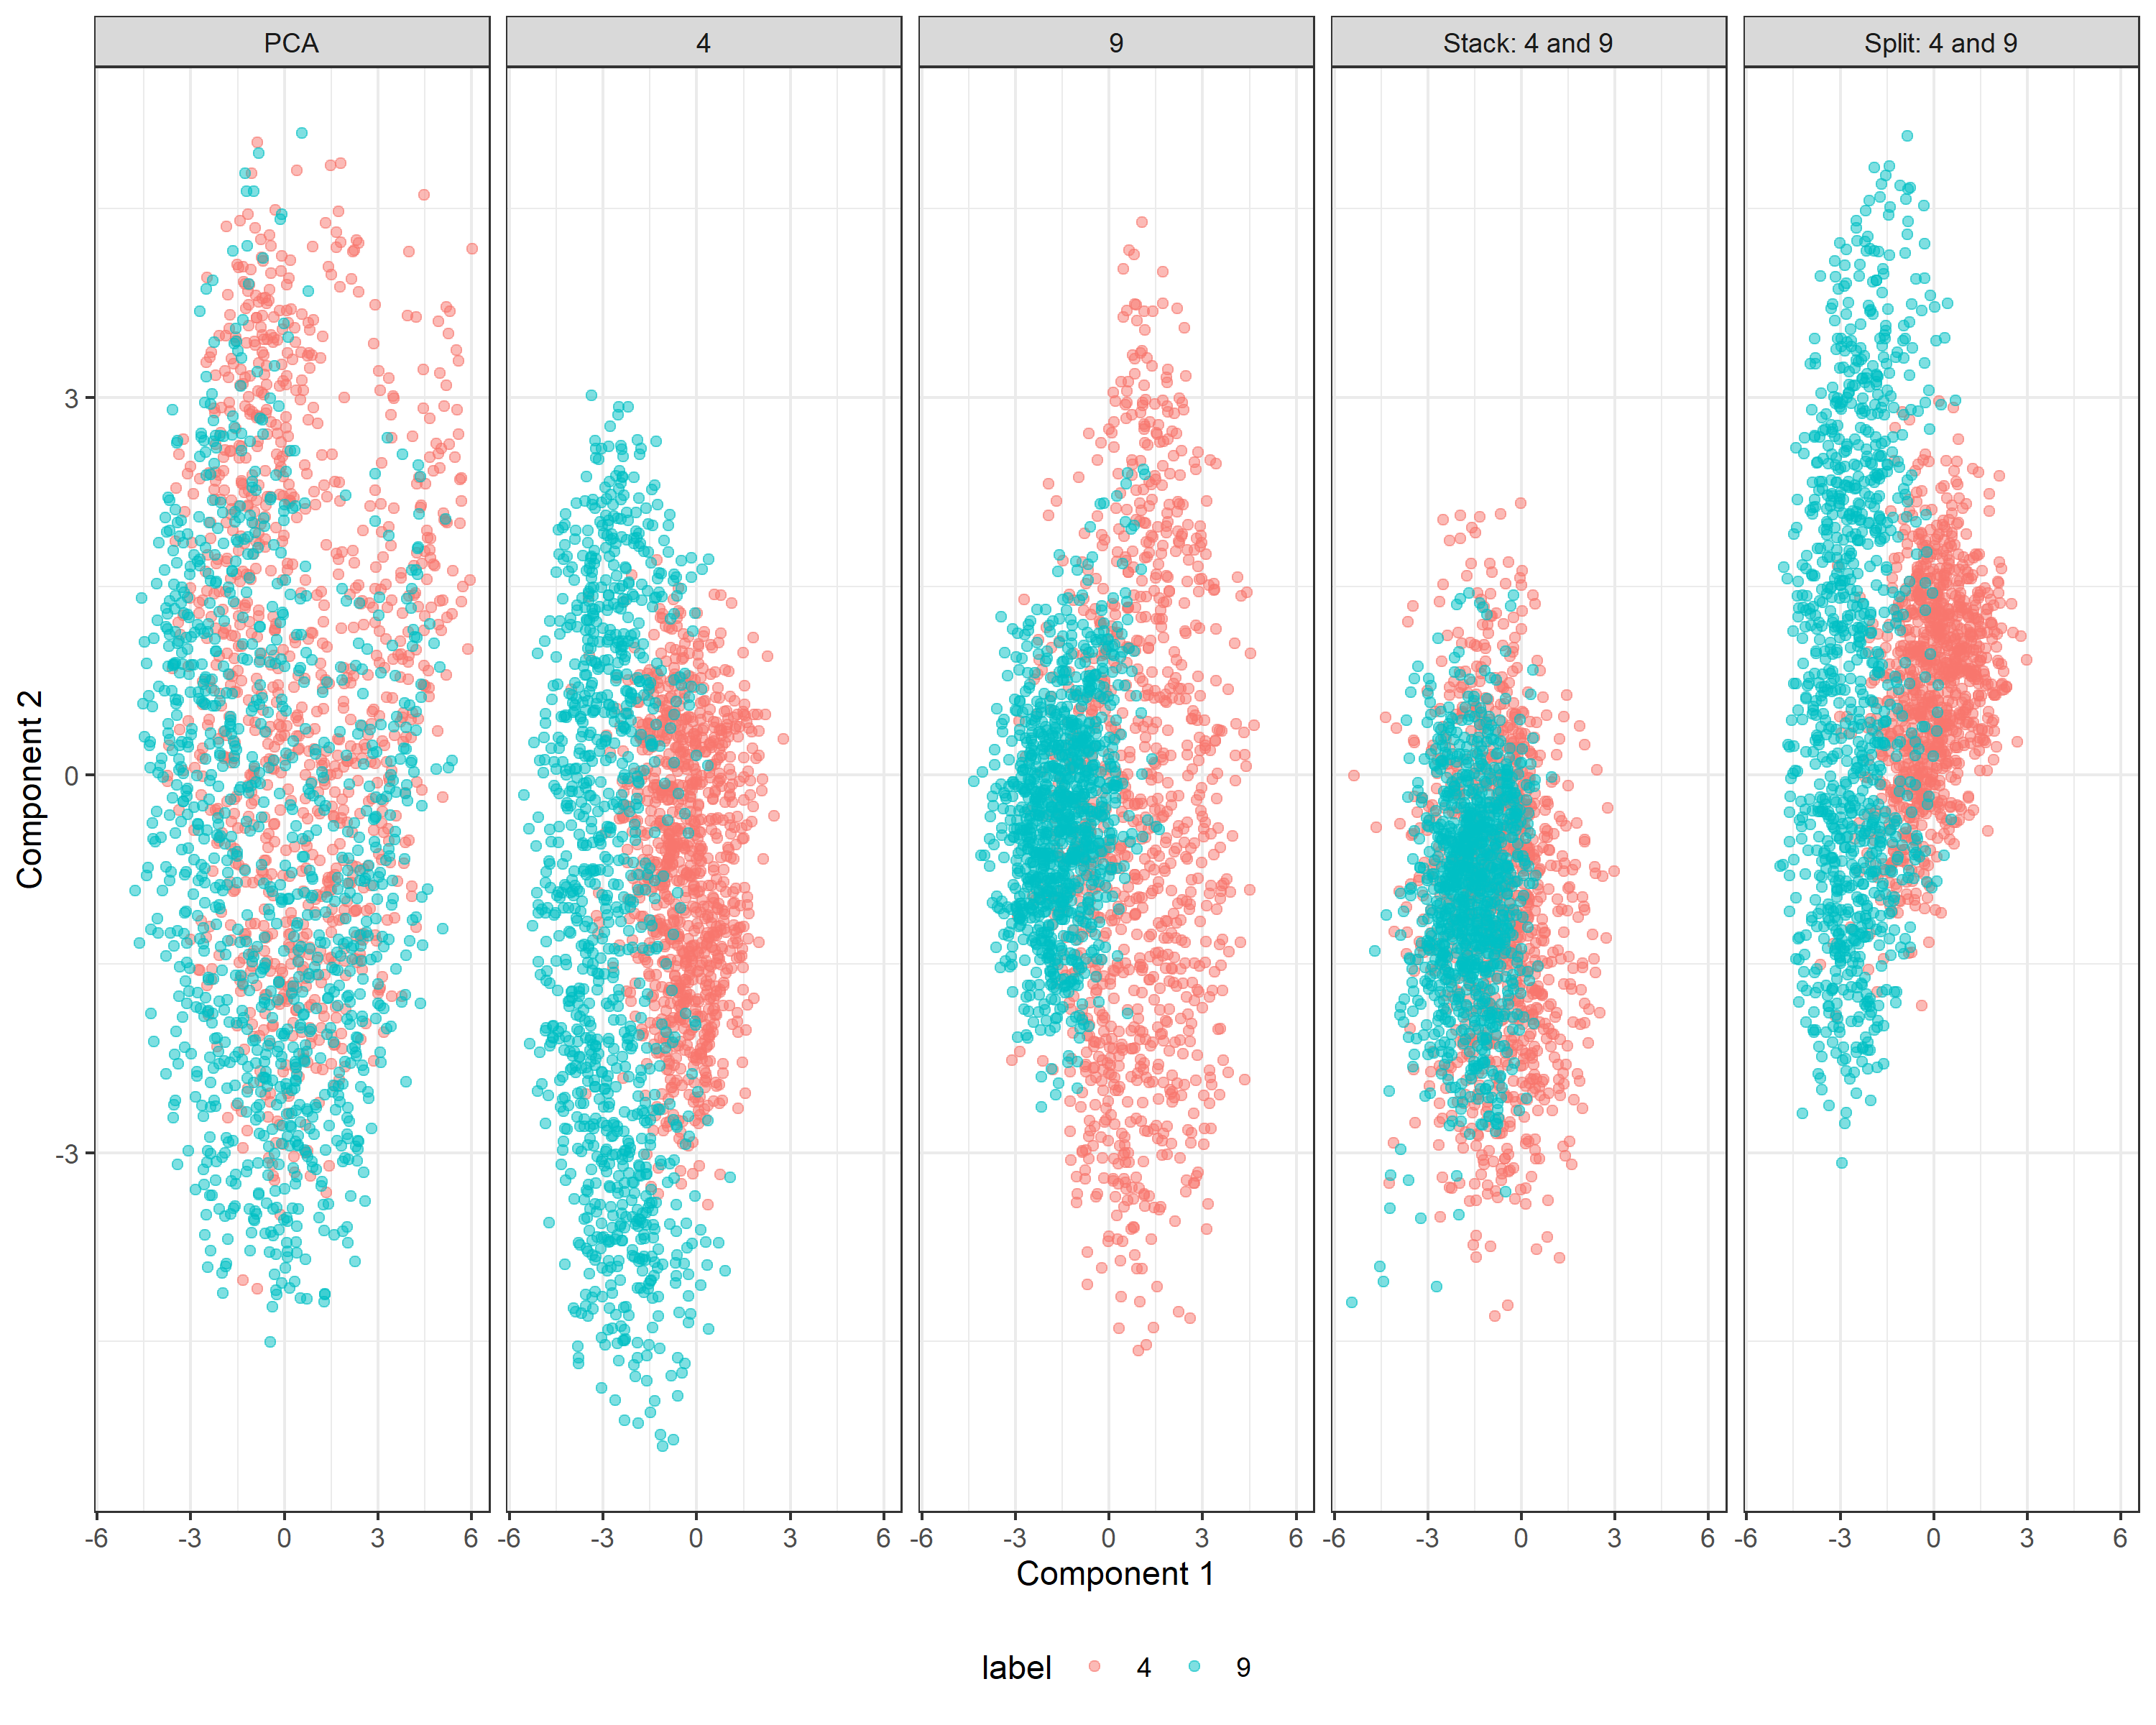 PCA 4 9 Stack: 4 and 9 Split: 4 and 9
3
0
-3
Component 2
-6 -3 0 3 6 -6 -3 0 3 6 -6 -3 0 3 6 -6 -3 0 3 6 -6 -3 0 3 6
Component 1
label 4 9